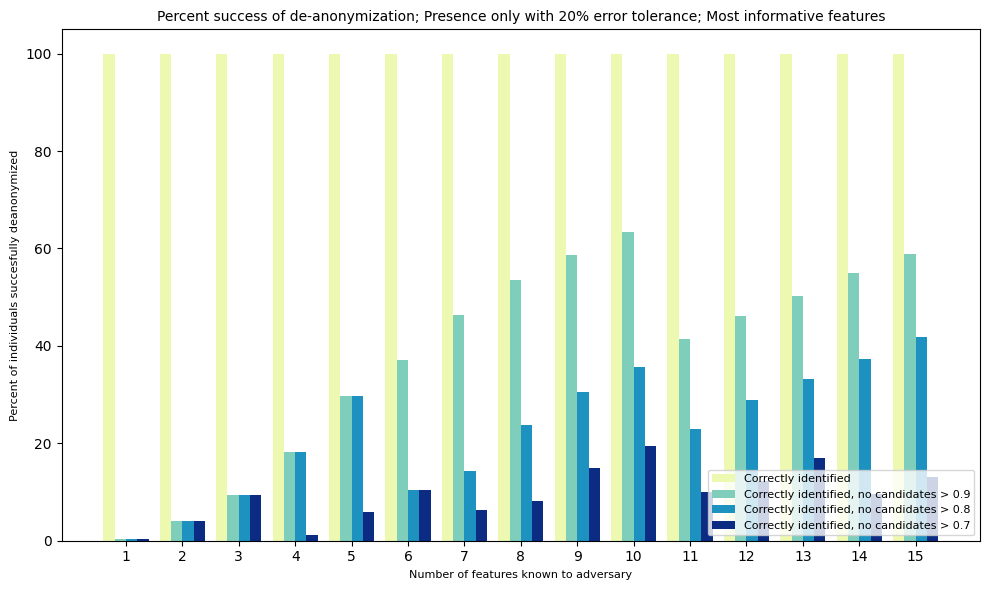 Percent success of de-anonymization; Presence only with 20% error tolerance; Most informative features
Percent of individuals succesfully deanonymized
100
80
60
40
20
0
1 2 3 4 5 6 7 8 9 10 11 12 13 14 15
Number of features known to adversary
Correctly identified
Correctly identified, no candidates > 0.9
Correctly identified, no candidates > 0.8
Correctly identified, no candidates > 0.7